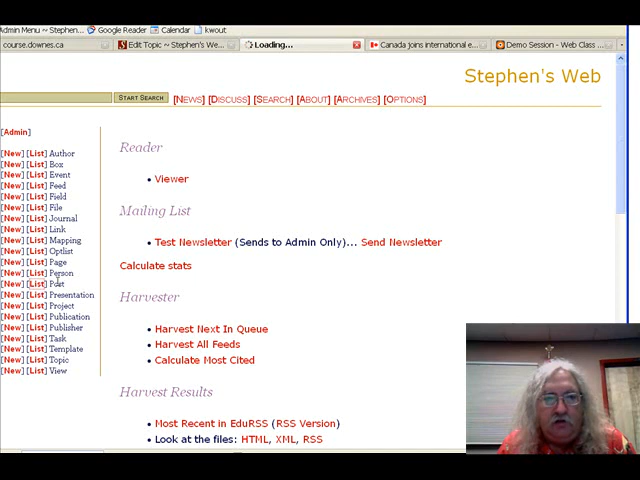 Admin Menu ~ Stephen... Google Reader Calendar kwout
course.downes.ca Edit Topic ~ Stephen's We... Loading... Canada joins international e... Demo Session - Web Class ...
Stephen's Web
START SEARCH [NEWS] [DISCUSS] [SEARCH] [ABOUT] [ARCHIVES] [OPTIONS]
[Admin]
[New] [List] Author
[New] [List] Box
[New] [List] Event
[New] [List] Feed
[New] [List] Field
[New] [List] File
[New] [List] Journal
[New] [List] Link
[New] [List] Mapping
[New] [List] Optlist
[New] [List] Page
[New] [List] Person
[New] [List] Post
[New] [List] Presentation
[New] [List] Project
[New] [List] Publication
[New] [List] Publisher
[New] [List] Task
[New] [List] Template
[New] [List] Topic
[New] [List] View
Reader
• Viewer
Mailing List
• Test Newsletter (Sends to Admin Only)... Send Newsletter
Calculate stats
Harvester
• Harvest Next In Queue
• Harvest All Feeds
• Calculate Most Cited
Harvest Results
• Most Recent in EduRSS (RSS Version)
• Look at the files: HTML, XML, RSS